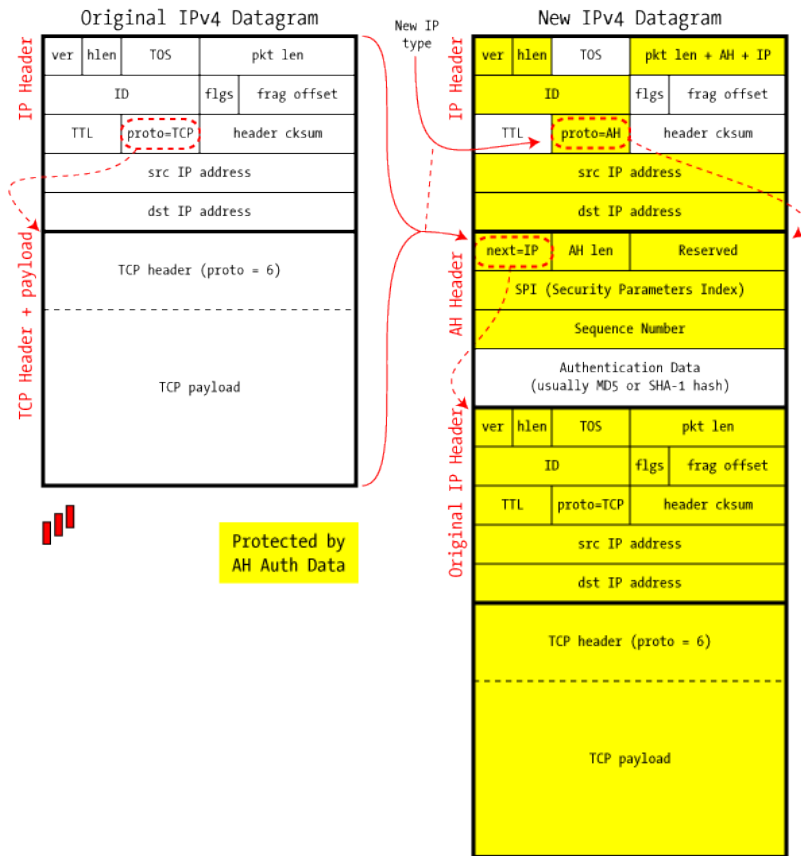 Original IPv4 Datagram
IP Header
ver hlen TOS pkt len
ID flgs frag offset
TTL proto=TCP header cksum
src IP address
dst IP address
TCP Header + payload
TCP header (proto = 6)
TCP payload
Protected by
AH Auth Data
New IP
type
New IPv4 Datagram
IP Header
ver hlen TOS pkt len + AH + IP
ID flgs frag offset
TTL proto=AH header cksum
src IP address
dst IP address
AH Header
next=IP AH len Reserved
SPI (Security Parameters Index)
Sequence Number
Authentication Data
(usually MD5 or SHA-1 hash)
Original IP Header
ver hlen TOS pkt len
ID flgs frag offset
TTL proto=TCP header cksum
src IP address
dst IP address
TCP header (proto = 6)
TCP payload